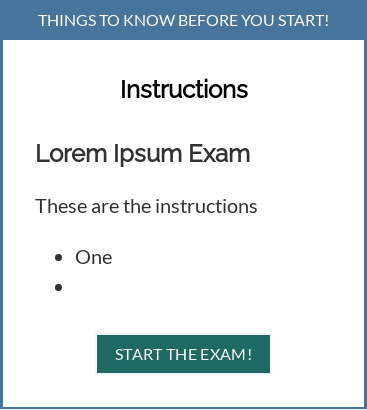 THINGS TO KNOW BEFORE YOU START!
Instructions
Lorem Ipsum Exam
These are the instructions
• One
•
START THE EXAM!